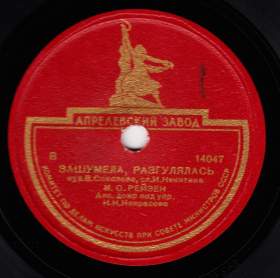 АПРЕЛЕВСКИЙ ЗАВОД
В 14047
ЗАШУМЕЛА, РАЗГУЛЯЛАСЬ
муз.В.Соколова, сл.И.Никитина
М. О. РЕЙЗЕН
Анс. домр под упр.
Н.Н.Некрасова
КОМИТЕТ ПО ДЕЛАМ ИСКУССТВ ПРИ СОВЕТЕ МИНИСТРОВ СССР